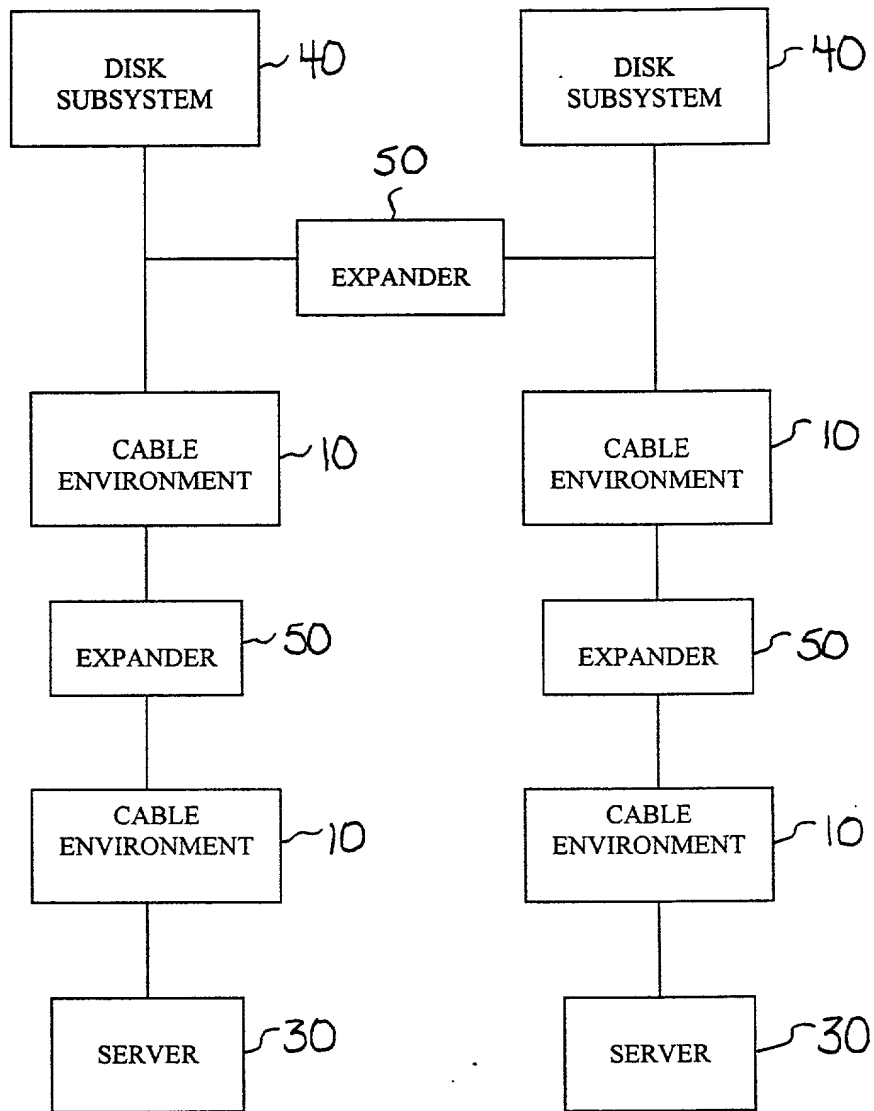 DISK
SUBSYSTEM
40
DISK
SUBSYSTEM
40
50
EXPANDER
CABLE
ENVIRONMENT
10
CABLE
ENVIRONMENT
10
EXPANDER
50
EXPANDER
50
CABLE
ENVIRONMENT
10
CABLE
ENVIRONMENT
10
SERVER
30
SERVER
30